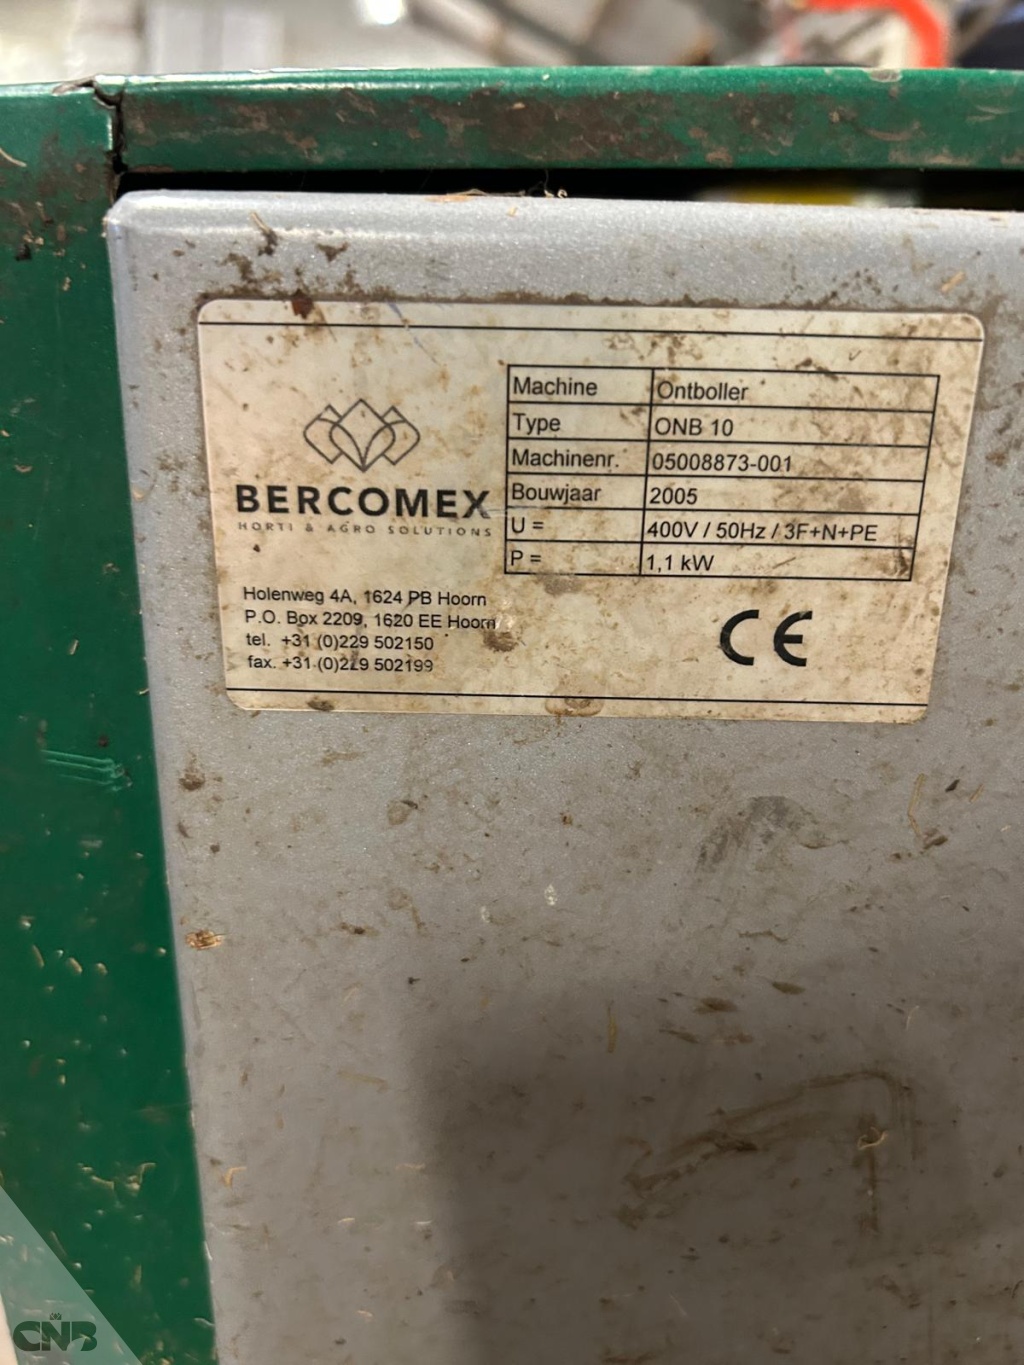 BERCOMEX
HORTI & AGRO SOLUTIONS
Machine Ontboller
Type ONB 10
Machinenr. 05008873-001
Bouwjaar 2005
U = 400V / 50Hz / 3F+N+PE
P = 1,1 kW
Holenweg 4A, 1624 PB Hoorn
P.O. Box 2209, 1620 EE Hoorn
tel. +31 (0)229 502150
fax. +31 (0)229 502199
CE
CNB